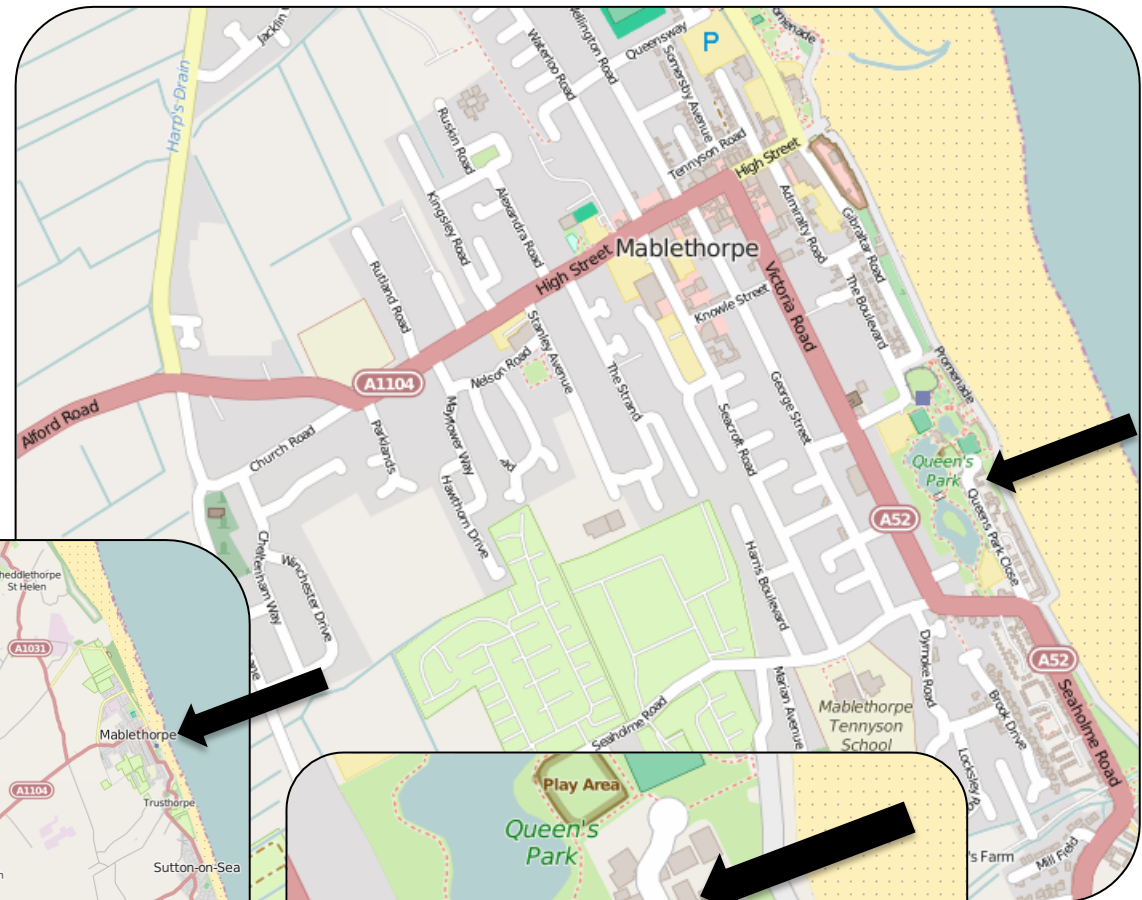 Jacklin
Harp's Drain
Waterloo Road
Wellington Road
Queensway
P
Somersby Avenue
Promenade
Tennyson Road
High Street
Ruskin Road
Kingsley Road
Alexandra Road
Rutland Road
High Street
Mablethorpe
Admiralty Road
Gibraltar Road
The Boulevard
Victoria Road
Knowle Street
Stanley Avenue
Nelson Road
The Strand
A1104
Alford Road
Church Road
Parklands
Mayflower Way
Hawthorn Drive
Seacroft Road
George Street
Promenade
Queen's
Park
Queens Park Close
A52
Cheltenham Way
Winchester Drive
Harris Boulevard
Seaholme Road
Marian Avenue
Dymoke Road
Mablethorpe
Tennyson
School
Brook Drive
A52
Seaholme Road
Locksley
's Farm
Mill Field
heddlethorpe
St Helen
A1031
Mablethorpe
A1104
Trusthorpe
Sutton-on-Sea
Play Area
Queen's
Park